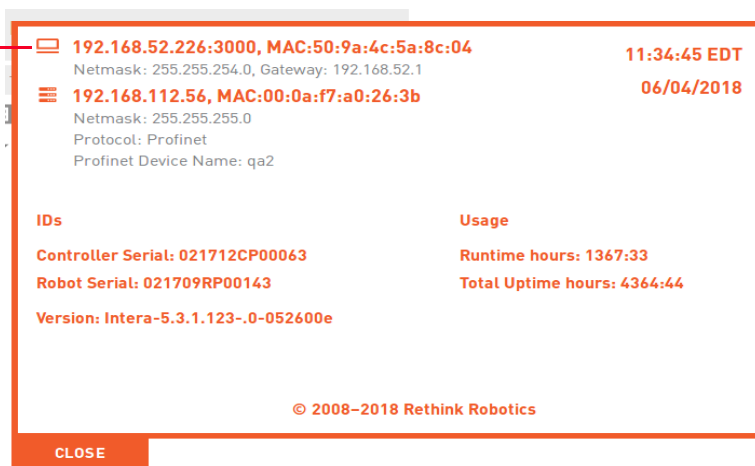 192.168.52.226:3000, MAC:50:9a:4c:5a:8c:04
Netmask: 255.255.254.0, Gateway: 192.168.52.1
192.168.112.56, MAC:00:0a:f7:a0:26:3b
Netmask: 255.255.255.0
Protocol: Profinet
Profinet Device Name: qa2
11:34:45 EDT
06/04/2018
IDs
Controller Serial: 021712CP00063
Robot Serial: 021709RP00143
Version: Intera-5.3.1.123-.0-052600e
Usage
Runtime hours: 1367:33
Total Uptime hours: 4364:44
© 2008–2018 Rethink Robotics
CLOSE